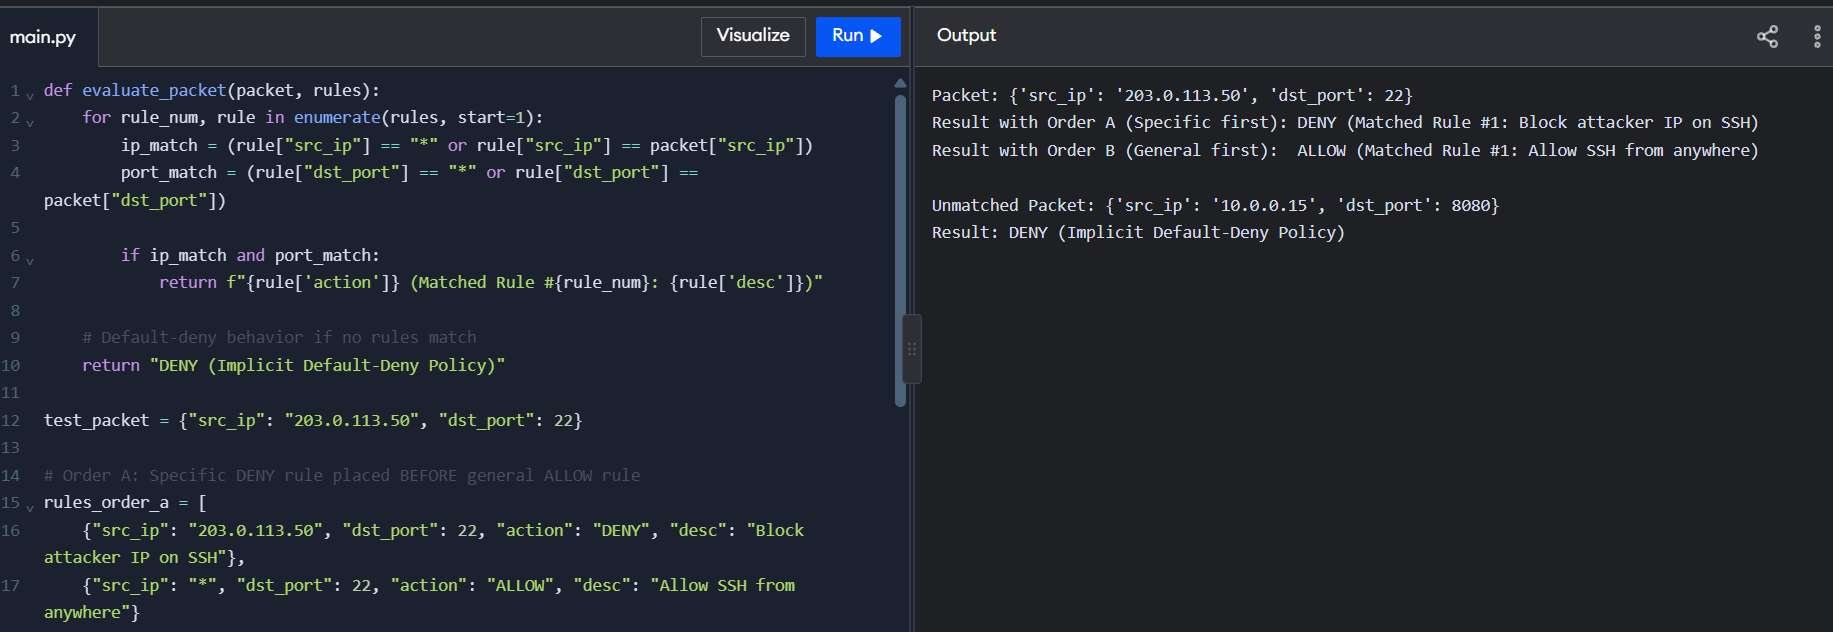 main.py
Visualize
Run
1 def evaluate_packet(packet, rules):
2 for rule_num, rule in enumerate(rules, start=1):
3 ip_match = (rule["src_ip"] == "*" or rule["src_ip"] == packet["src_ip"])
4 port_match = (rule["dst_port"] == "*" or rule["dst_port"] ==
packet["dst_port"])
5
6 if ip_match and port_match:
7 return f"{rule['action']} (Matched Rule #{rule_num}: {rule['desc']})"
8
9 # Default-deny behavior if no rules match
10 return "DENY (Implicit Default-Deny Policy)"
11
12 test_packet = {"src_ip": "203.0.113.50", "dst_port": 22}
13
14 # Order A: Specific DENY rule placed BEFORE general ALLOW rule
15 rules_order_a = [
16 {"src_ip": "203.0.113.50", "dst_port": 22, "action": "DENY", "desc": "Block
attacker IP on SSH"},
17 {"src_ip": "*", "dst_port": 22, "action": "ALLOW", "desc": "Allow SSH from
anywhere"}
Output
Packet: {'src_ip': '203.0.113.50', 'dst_port': 22}
Result with Order A (Specific first): DENY (Matched Rule #1: Block attacker IP on SSH)
Result with Order B (General first):  ALLOW (Matched Rule #1: Allow SSH from anywhere)
Unmatched Packet: {'src_ip': '10.0.0.15', 'dst_port': 8080}
Result: DENY (Implicit Default-Deny Policy)